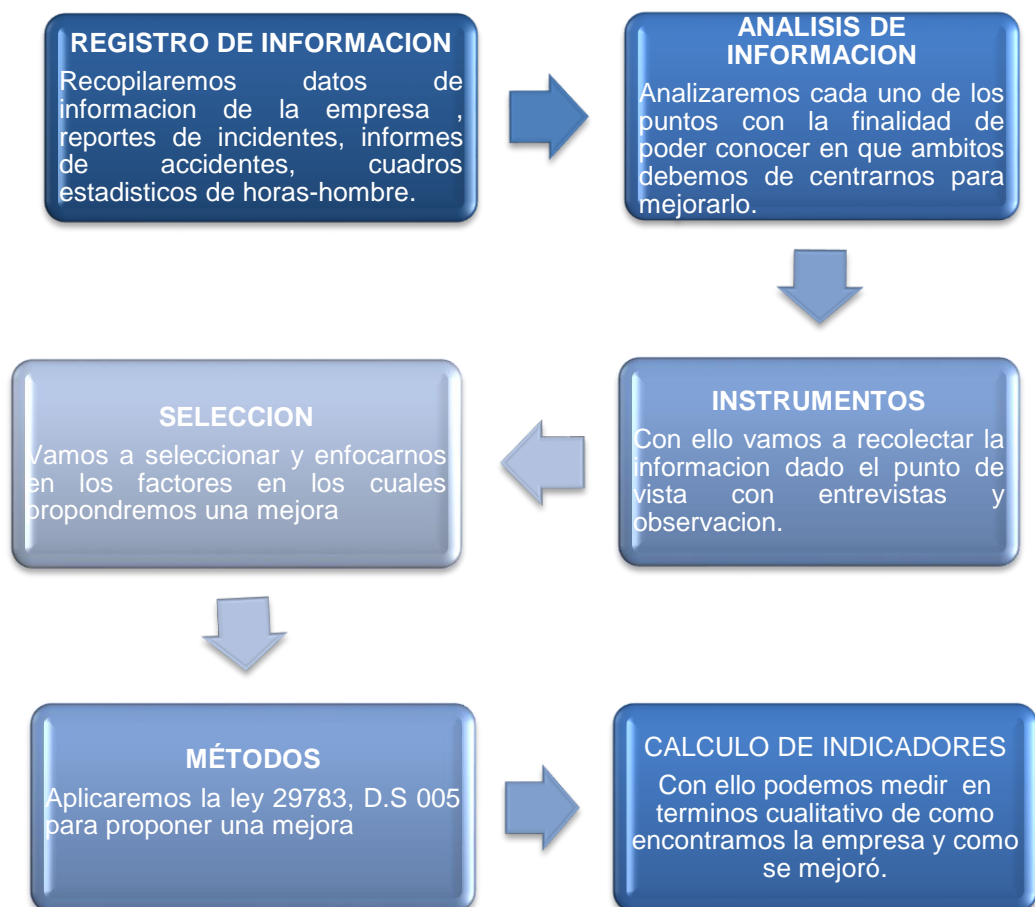 REGISTRO DE INFORMACION
Recopilaremos datos de
informacion de la empresa ,
reportes de incidentes, informes
de accidentes, cuadros
estadisticos de horas-hombre.
ANALISIS DE
INFORMACION
Analizaremos cada uno de los
puntos con la finalidad de
poder conocer en que ambitos
debemos de centrarnos para
mejorarlo.
INSTRUMENTOS
Con ello vamos a recolectar la
informacion dado el punto de
vista con entrevistas y
observacion.
SELECCION
Vamos a seleccionar y enfocarnos
en los factores en los cuales
propondremos una mejora
MÉTODOS
Aplicaremos la ley 29783, D.S 005
para proponer una mejora
CALCULO DE INDICADORES
Con ello podemos medir en
terminos cualitativo de como
encontramos la empresa y como
se mejoró.